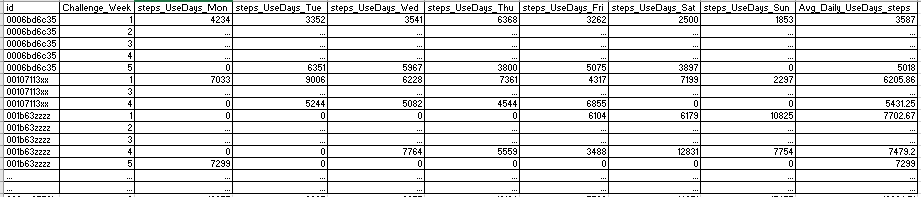 id Challenge_Week steps_UseDays_Mon steps_UseDays_Tue steps_UseDays_Wed steps_UseDays_Thu steps_UseDays_Fri steps_UseDays_Sat steps_UseDays_Sun Avg_Daily_UseDays_steps
0006bd6c35 1 4234 3352 3541 6368 3262 2500 1853 3587
0006bd6c35 2 ... ... ... ... ... ... ... ...
0006bd6c35 3 ... ... ... ... ... ... ... ...
0006bd6c35 4 ... ... ... ... ... ... ... ...
0006bd6c35 5 0 6351 5967 3800 5075 3897 0 5018
00107113xx 1 7033 9006 6228 7361 4317 7199 2297 6205.86
00107113xx 3 ... ... ... ... ... ... ... ...
00107113xx 4 0 5244 5082 4544 6855 0 0 5431.25
001b63zzzz 1 0 0 0 0 6104 6179 10825 7702.67
001b63zzzz 2 ... ... ... ... ... ... ... ...
001b63zzzz 3 ... ... ... ... ... ... ... ...
001b63zzzz 4 0 0 7764 5559 3488 12831 7754 7479.2
001b63zzzz 5 7299 0 0 0 0 0 0 7299
... ... ... ... ... ... ... ... ... ...
... ... ... ... ... ... ... ... ... ...